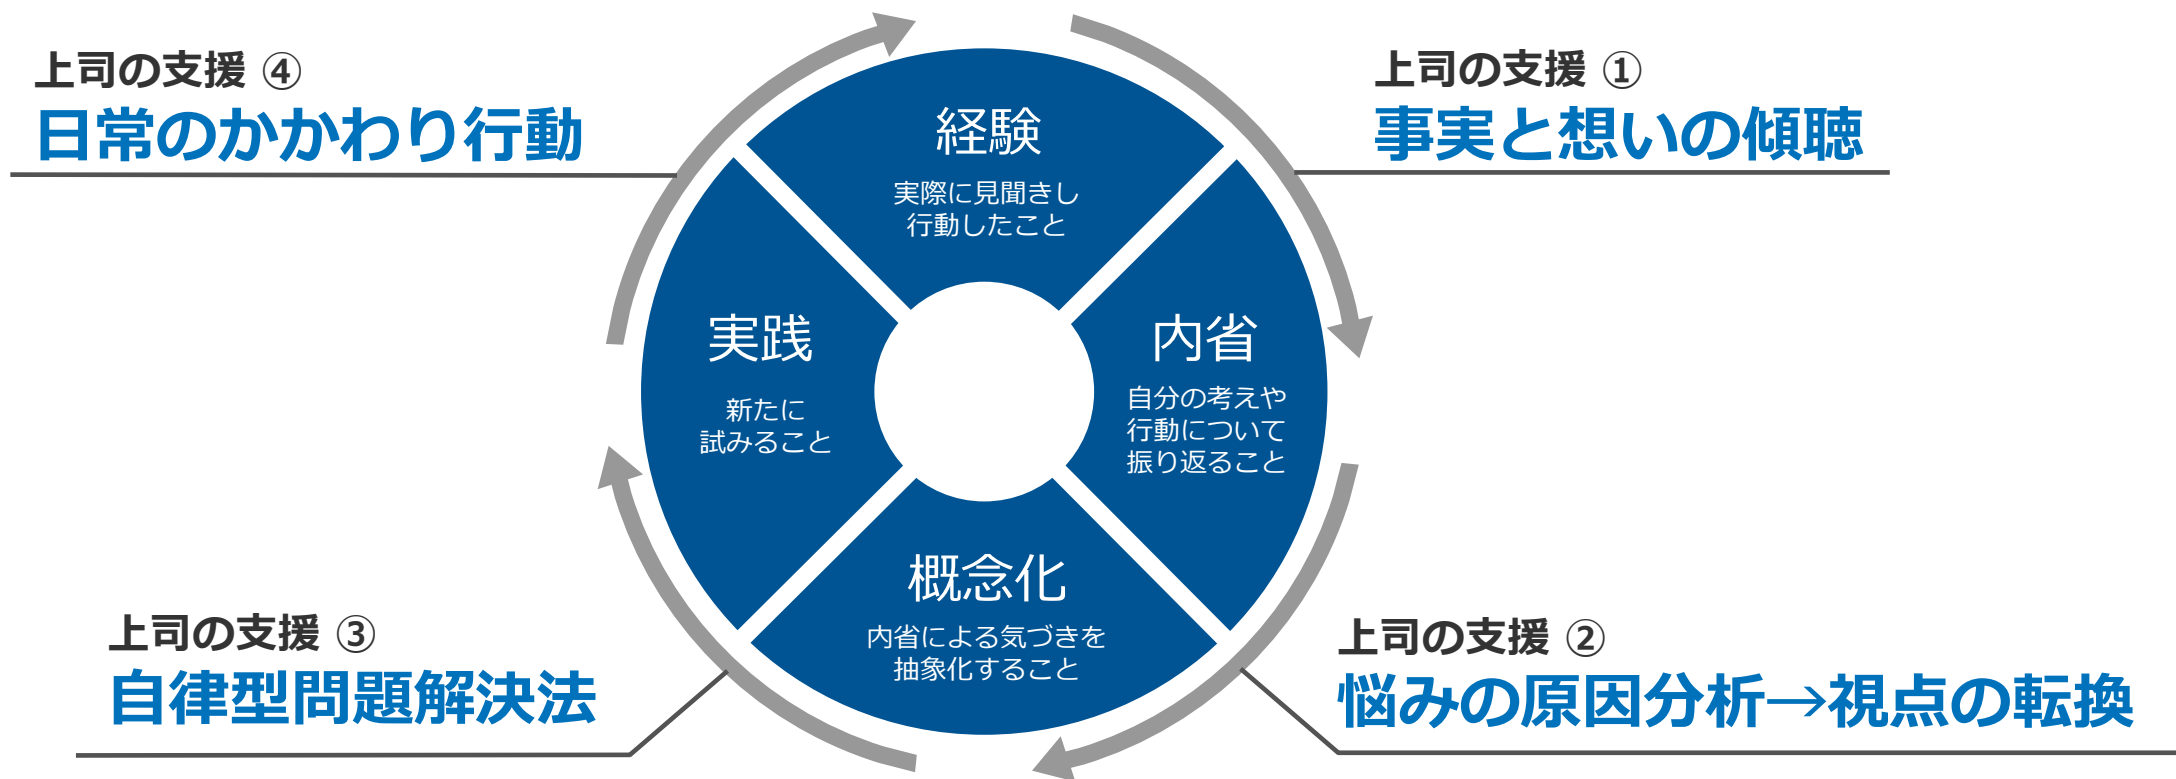 上司の支援 ④
日常のかかわり行動
上司の支援 ①
事実と想いの傾聴
経験
実際に見聞きし
行動したこと
実践
新たに
試みること
内省
自分の考えや
行動について
振り返ること
概念化
内省による気づきを
抽象化すること
上司の支援 ③
自律型問題解決法
上司の支援 ②
悩みの原因分析→視点の転換